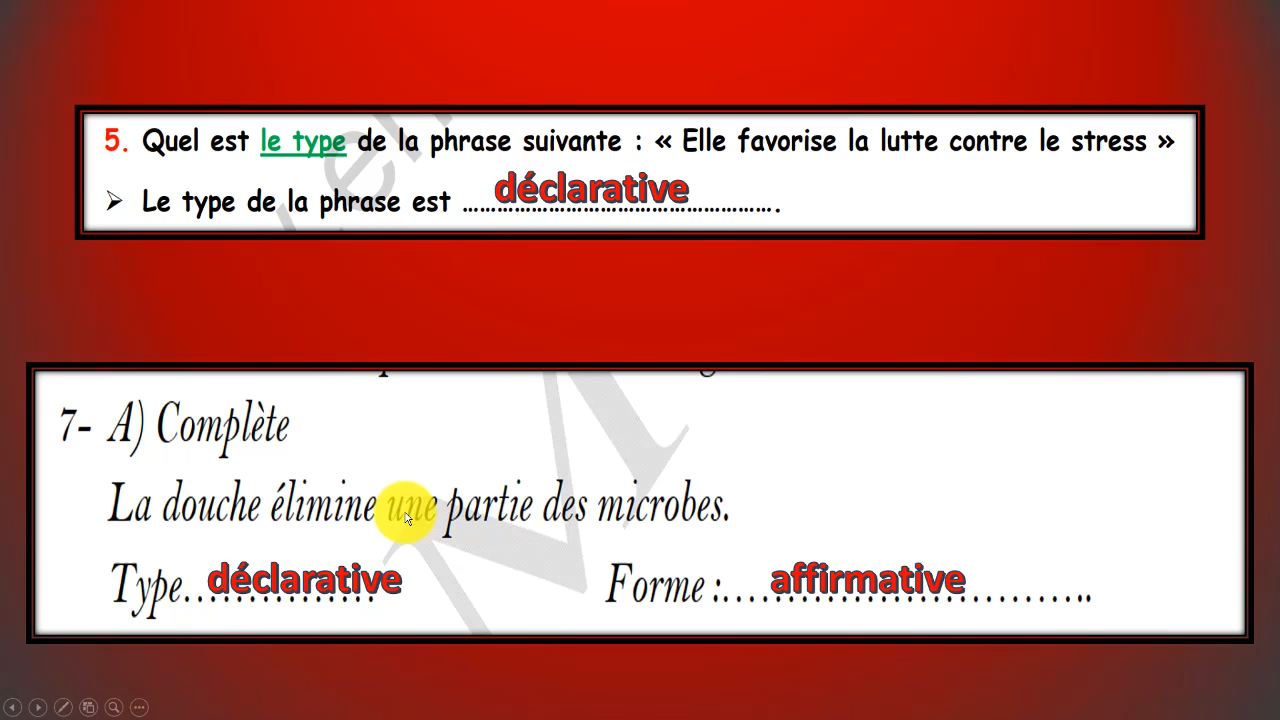 5. Quel est le type de la phrase suivante : « Elle favorise la lutte contre le stress »
➢ Le type de la phrase est déclarative ……………………………………………….
7- A) Complète
La douche élimine une partie des microbes.
Type…déclarative………… Forme :……affirmative………………..